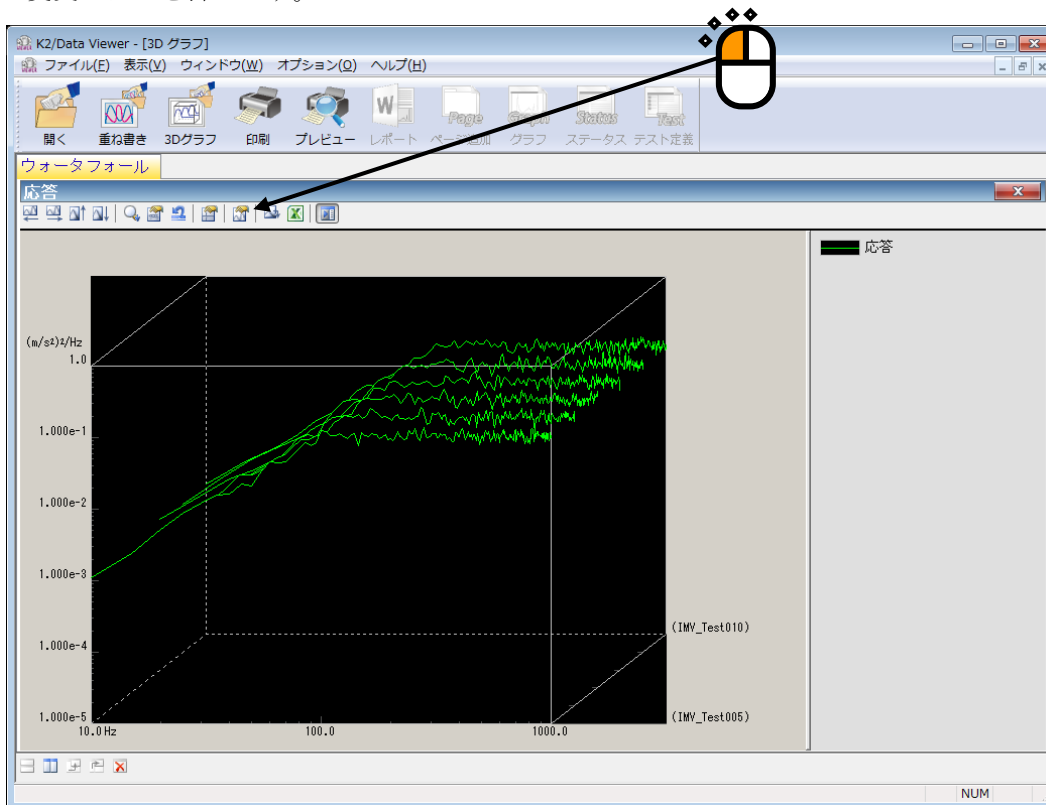 K2/Data Viewer - [3D グラフ]
ファイル(F) 表示(V) ウィンドウ(W) オプション(O) ヘルプ(H)
開く 重ね書き 3Dグラフ 印刷 プレビュー レポート ページ追加 グラフ ステータス テスト定義
ウォータフォール
応答
応答
(m/s²)²/Hz
1.0
1.000e-1
1.000e-2
1.000e-3
1.000e-4
(IMV_Test010)
1.000e-5
(IMV_Test005)
10.0Hz 100.0 1000.0
NUM